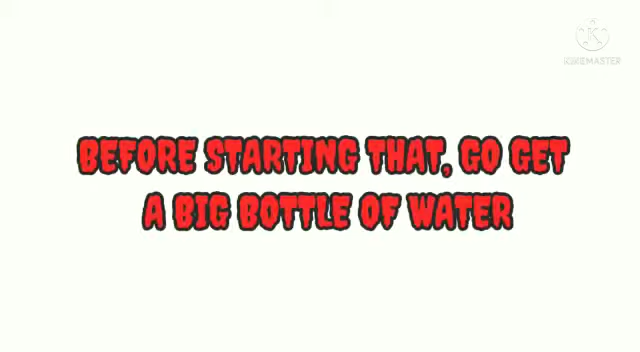 KINEMASTER
BEFORE STARTING THAT, GO GET
A BIG BOTTLE OF WATER